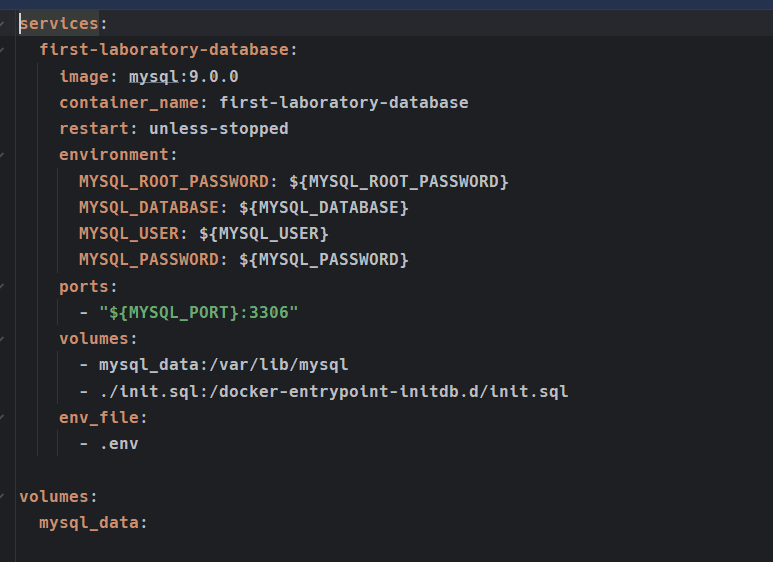 services:
  first-laboratory-database:
    image: mysql:9.0.0
    container_name: first-laboratory-database
    restart: unless-stopped
    environment:
      MYSQL_ROOT_PASSWORD: ${MYSQL_ROOT_PASSWORD}
      MYSQL_DATABASE: ${MYSQL_DATABASE}
      MYSQL_USER: ${MYSQL_USER}
      MYSQL_PASSWORD: ${MYSQL_PASSWORD}
    ports:
      - "${MYSQL_PORT}:3306"
    volumes:
      - mysql_data:/var/lib/mysql
      - ./init.sql:/docker-entrypoint-initdb.d/init.sql
    env_file:
      - .env

volumes:
  mysql_data: